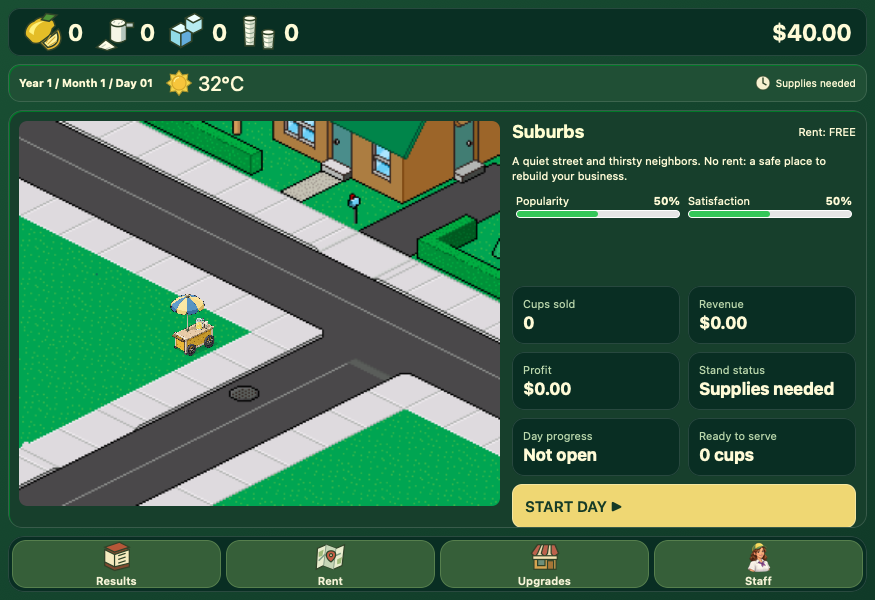 0 0 0 0 $40.00
Year 1 / Month 1 / Day 01 32°C Supplies needed
Suburbs Rent: FREE
A quiet street and thirsty neighbors. No rent: a safe place to
rebuild your business.
Popularity 50% Satisfaction 50%
Cups sold
0
Revenue
$0.00
Profit
$0.00
Stand status
Supplies needed
Day progress
Not open
Ready to serve
0 cups
START DAY ▶
Results
Rent
Upgrades
Staff